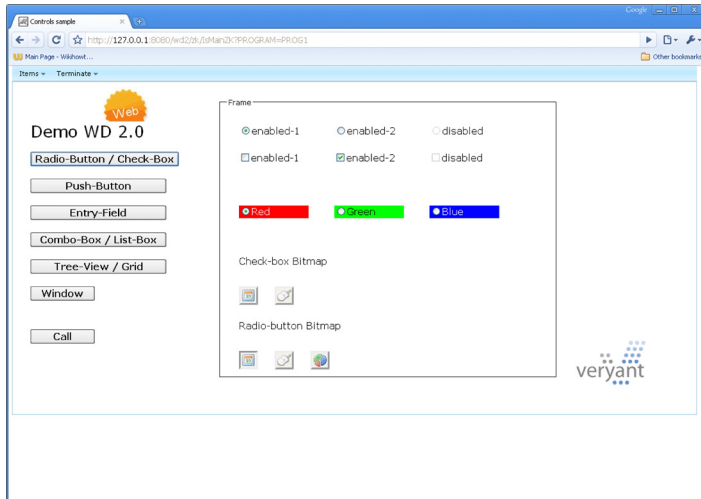 Google
Controls sample
http://127.0.0.1:8080/wd2/zk/IsMainZK?PROGRAM=PROG1
Main Page - Wikihowt...
Other bookmarks
Items Terminate
Web
Demo WD 2.0
Radio-Button / Check-Box
Push-Button
Entry-Field
Combo-Box / List-Box
Tree-View / Grid
Window
Call
Frame
enabled-1 enabled-2 disabled
enabled-1 enabled-2 disabled
Red Green Blue
Check-box Bitmap
Radio-button Bitmap
veryant